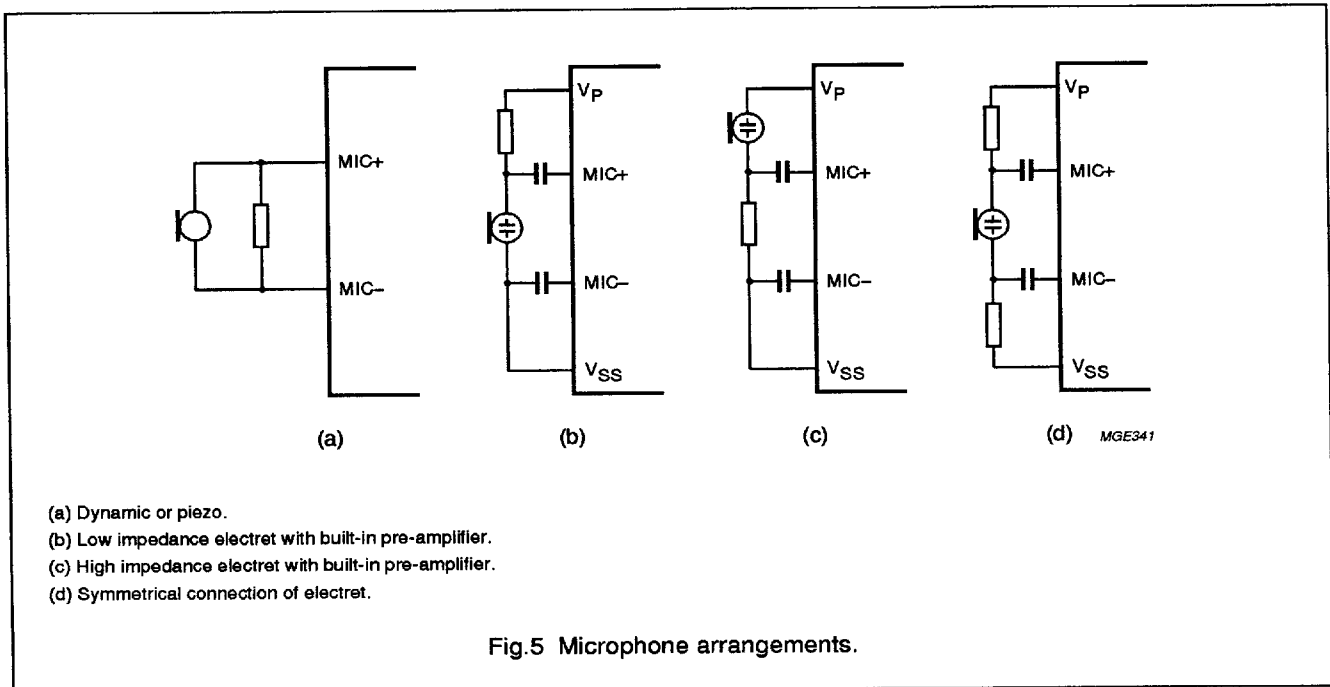 VP
MIC+
MIC–
VSS
(a)
VP
MIC+
MIC–
VSS
(b)
VP
MIC+
MIC–
VSS
(c)
MIC+
MIC–
(d) MGE341
(a) Dynamic or piezo.
(b) Low impedance electret with built-in pre-amplifier.
(c) High impedance electret with built-in pre-amplifier.
(d) Symmetrical connection of electret.
Fig.5 Microphone arrangements.